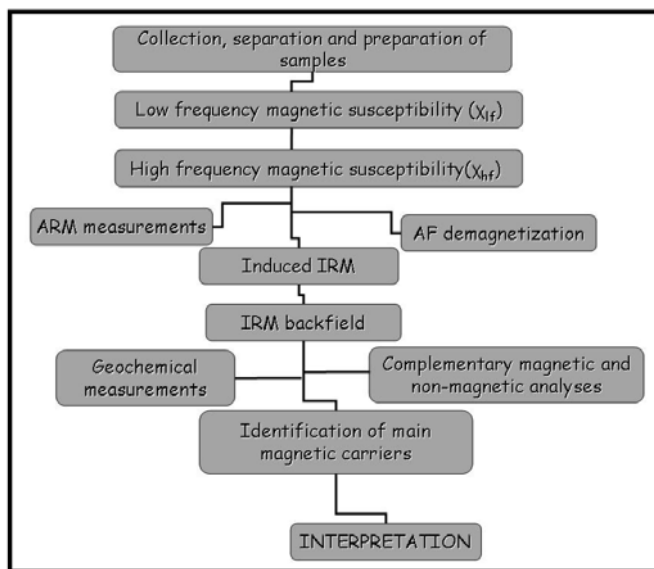 Collection, separation and preparation of
samples
Low frequency magnetic susceptibility (χlf)
High frequency magnetic susceptibility(χhf)
ARM measurements
AF demagnetization
Induced IRM
IRM backfield
Geochemical
measurements
Complementary magnetic and
non-magnetic analyses
Identification of main
magnetic carriers
INTERPRETATION